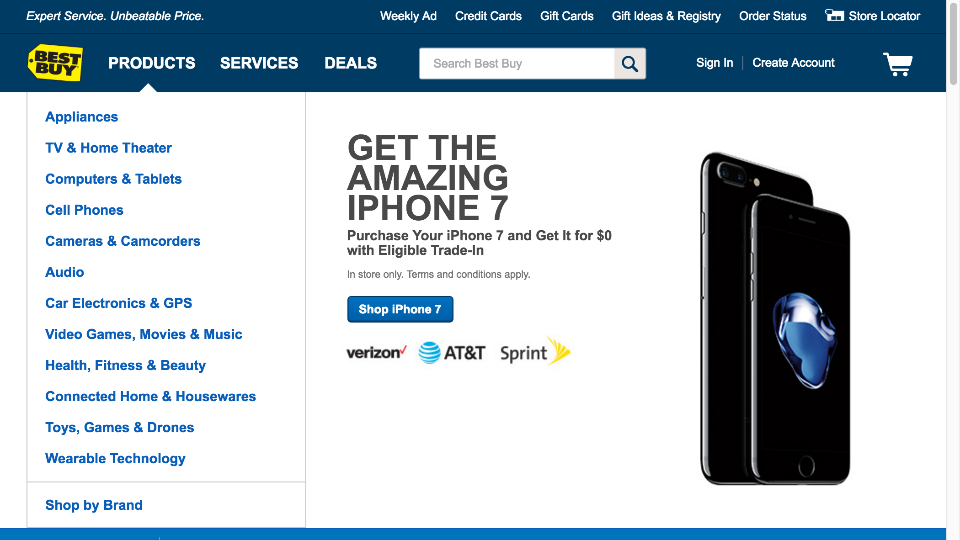 Expert Service. Unbeatable Price.
Weekly Ad
Credit Cards
Gift Cards
Gift Ideas & Registry
Order Status
Store Locator
BEST
BUY
PRODUCTS
SERVICES
DEALS
Search Best Buy
Sign In
Create Account
Appliances
TV & Home Theater
Computers & Tablets
Cell Phones
Cameras & Camcorders
Audio
Car Electronics & GPS
Video Games, Movies & Music
Health, Fitness & Beauty
Connected Home & Housewares
Toys, Games & Drones
Wearable Technology
Shop by Brand
GET THE
AMAZING
IPHONE 7
Purchase Your iPhone 7 and Get It for $0
with Eligible Trade-In
In store only. Terms and conditions apply.
Shop iPhone 7
verizon
AT&T
Sprint